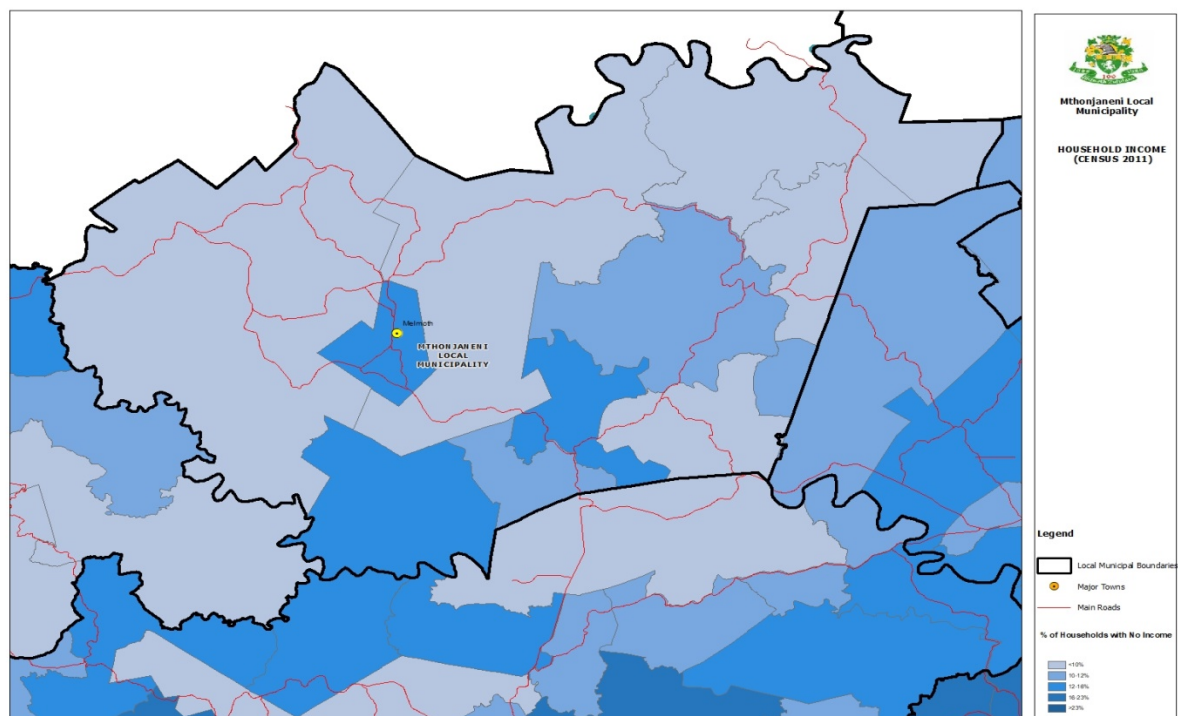 Melmoth
MTHONJANENI
LOCAL
MUNICIPALITY
100
Mthonjaneni Local
Municipality
HOUSEHOLD INCOME
(CENSUS 2011)
Legend
Local Municipal Boundaries
Major Towns
Main Roads
% of Households with No Income
<10%
10-12%
12-16%
16-23%